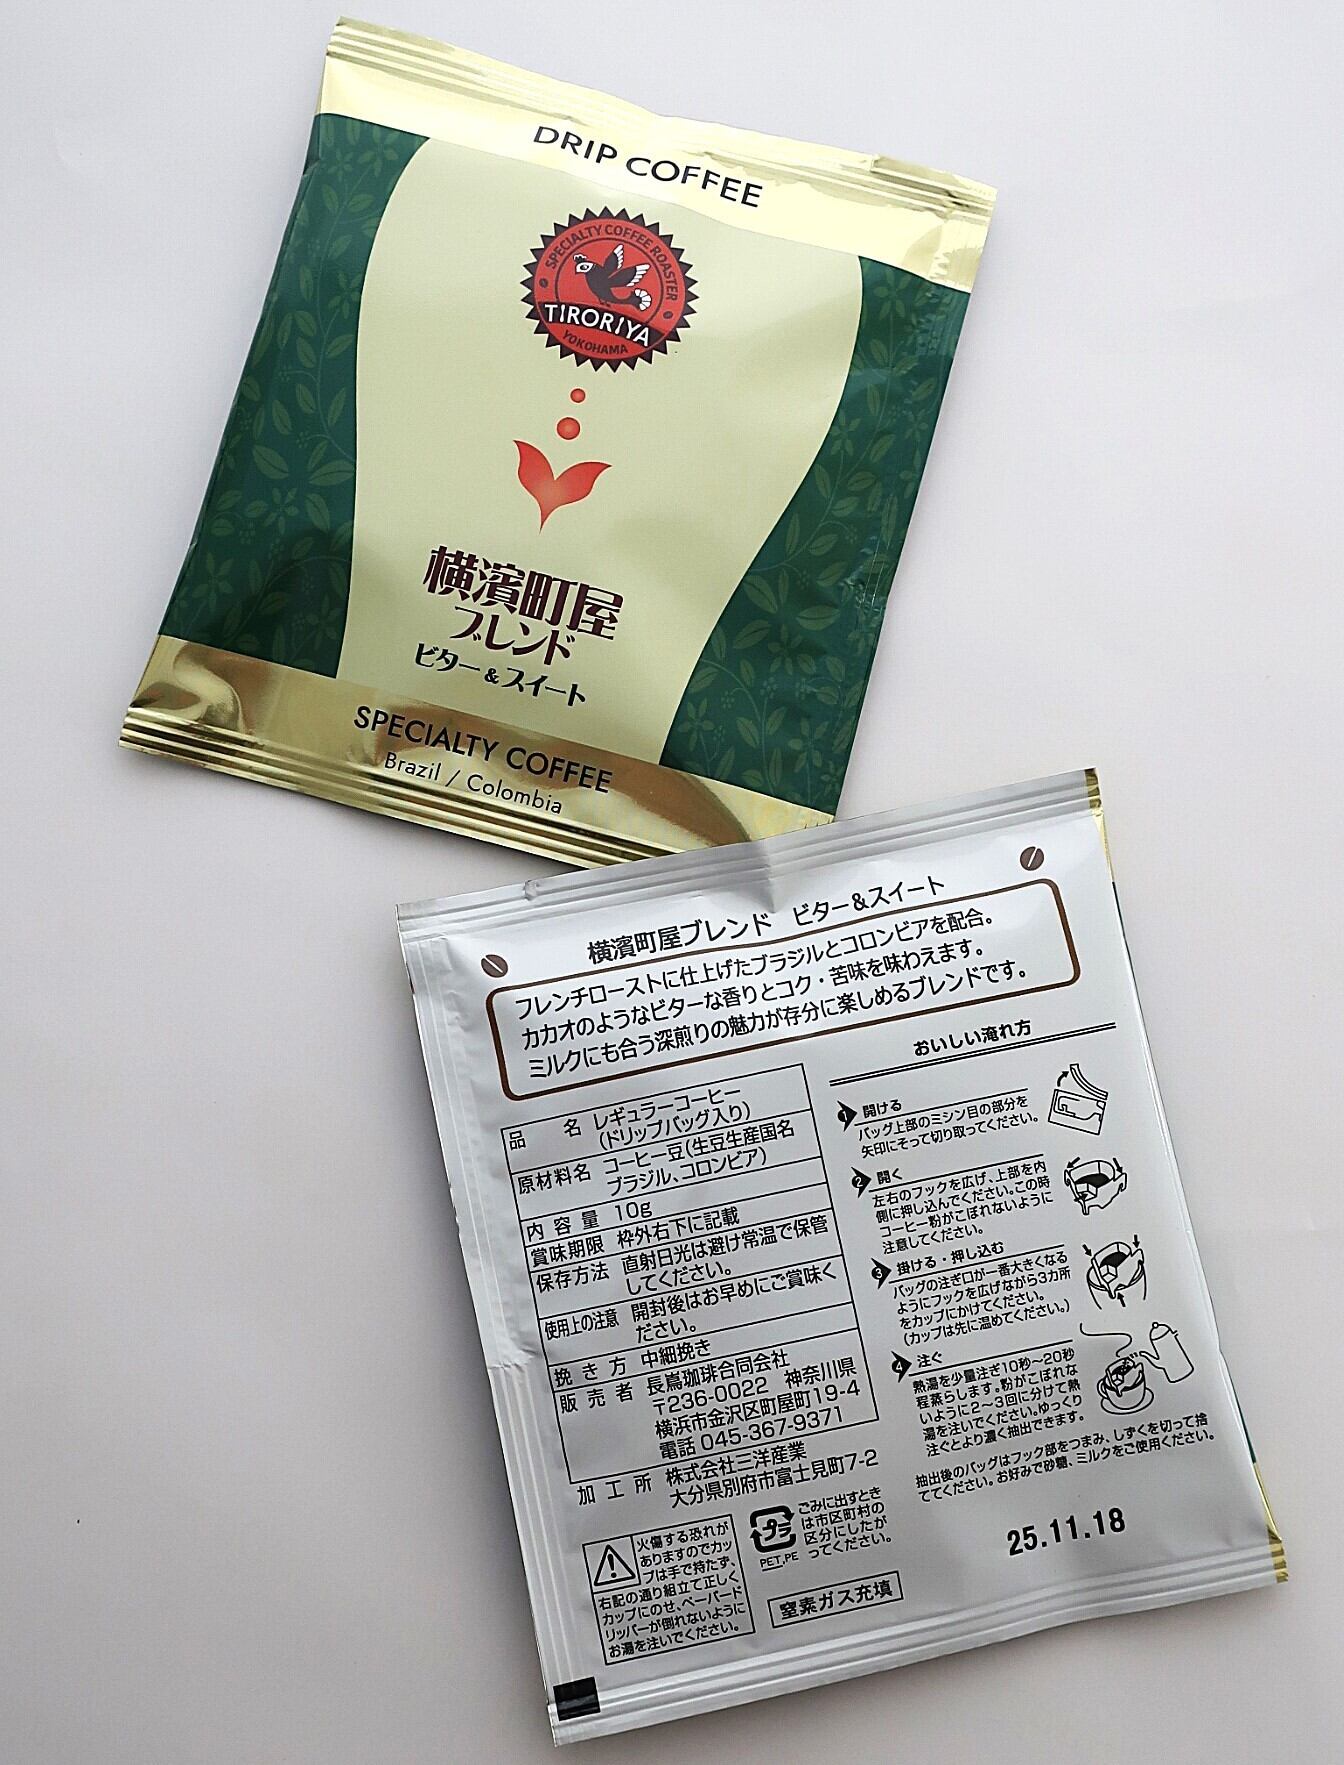 DRIP COFFEE
SPECIALTY COFFEE ROASTER
TIRORIYA
YOKOHAMA
横濱町屋
ブレンド
ビター&スイート
SPECIALTY COFFEE
Brazil / Colombia
横濱町屋ブレンド ビター&スイート
フレンチローストに仕上げたブラジルとコロンビアを配合。
カカオのようなビターな香りとコク・苦味を味わえます。
ミルクにも合う深煎りの魅力が存分に楽しめるブレンドです。
品名 レギュラーコーヒー
(ドリップバッグ入り)
原材料名 コーヒー豆(生豆生産国名
ブラジル、コロンビア)
内容量 10g
賞味期限 枠外右下に記載
保存方法 直射日光は避け常温で保管
してください。
使用上の注意 開封後はお早めにご賞味く
ださい。
挽き方 中細挽き
販売者 長嶌珈琲合同会社
〒236-0022 神奈川県
横浜市金沢区町屋町19-4
電話 045-367-9371
加工所 株式会社三洋産業
大分県別府市富士見町7-2
火傷する恐れが
ありますのでカッ
プは手で持たず、
右記の通り組立て正しく
カップにのせ、ペーパード
リッパーが倒れないように
お湯を注いでください。
プラ
PET,PE
ごみに出すとき
は市区町村の
区分にしたが
ってください。
窒素ガス充填
おいしい淹れ方
1 開ける
バッグ上部のミシン目の部分を
矢印にそって切り取ってください。
2 開く
左右のフックを広げ、上部を内
側に押し込んでください。この時
コーヒー粉がこぼれないように
注意してください。
3 掛ける・押し込む
バッグの注ぎ口が一番大きくなる
ようにフックを広げながら3カ所
をカップにかけてください。
(カップは先に温めてください。)
4 注ぐ
熱湯を少量注ぎ10秒〜20秒
程蒸らします。粉がこぼれな
いように2〜3回に分けて熱
湯を注いでください。ゆっくり
注ぐとより濃く抽出できます。
抽出後のバッグはフック部をつまみ、しずくを切って捨
ててください。お好みで砂糖、ミルクをご使用ください。
25.11.18